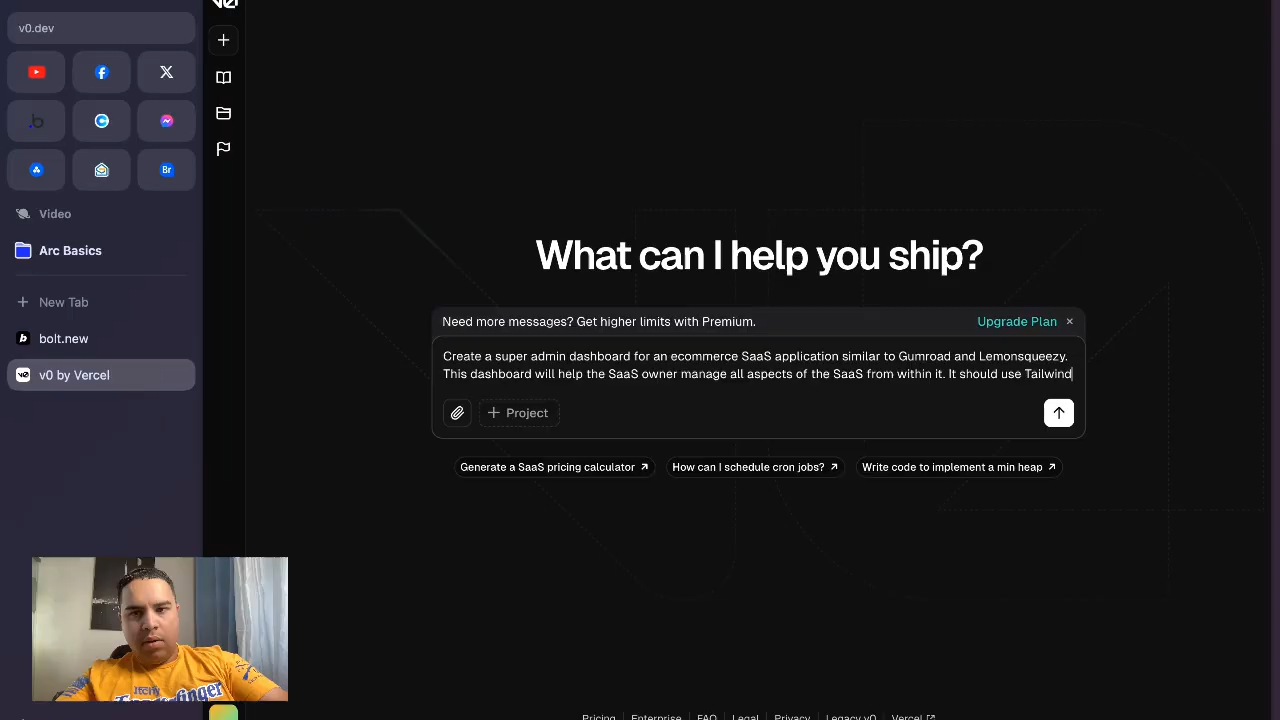 v0.dev
Br
Video
Arc Basics
New Tab
bolt.new
v0 by Vercel
What can I help you ship?
Need more messages? Get higher limits with Premium.
Upgrade Plan
Create a super admin dashboard for an ecommerce SaaS application similar to Gumroad and Lemonsqueezy.
This dashboard will help the SaaS owner manage all aspects of the SaaS from within it. It should use Tailwind
Project
Generate a SaaS pricing calculator
How can I schedule cron jobs?
Write code to implement a min heap
Pricing
Enterprise
FAQ
Legal
Privacy
Legacy v0
Vercel